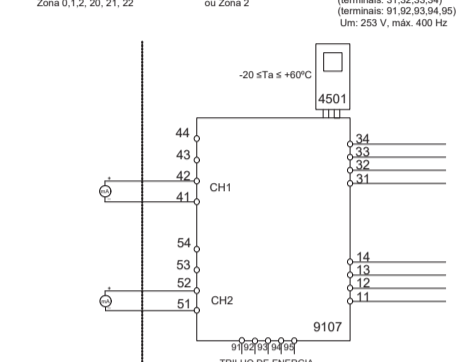 Zona 0,1,2, 20, 21, 22
ou Zona 2
(terminais: 31,32,33,34)
(terminais: 91,92,93,94,95)
Um: 253 V, máx. 400 Hz
-20 ≤Ta ≤ +60ºC
4501
44
43
42
41
CH1
+
-
mA
34
33
32
31
54
53
52
51
CH2
+
-
mA
14
13
12
11
9107
91 92 93 94 95
TRILHO DE ENERGIA